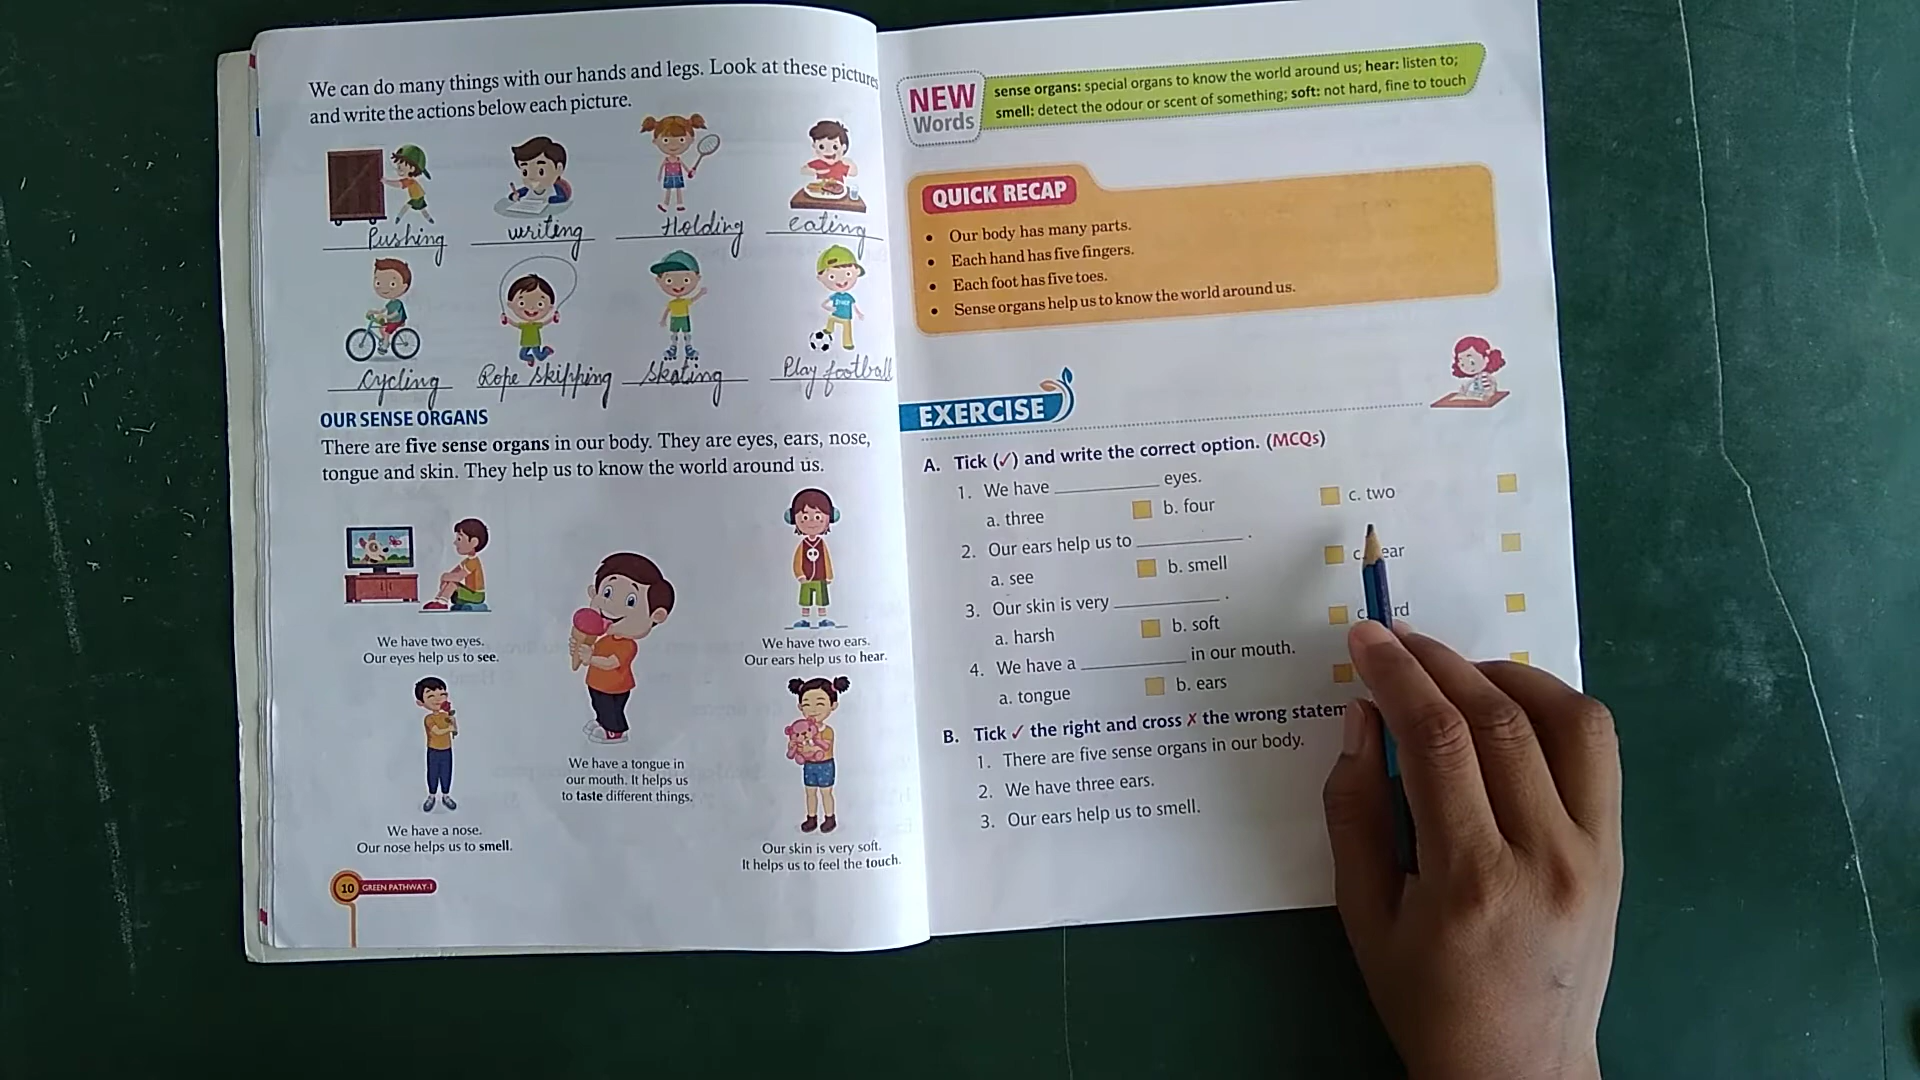 We can do many things with our hands and legs. Look at these pictures
and write the actions below each picture.
Pushing writing Holding eating
Cycling Rope skipping Skating Play football
OUR SENSE ORGANS
There are five sense organs in our body. They are eyes, ears, nose,
tongue and skin. They help us to know the world around us.
We have two eyes.
Our eyes help us to see.
We have two ears.
Our ears help us to hear.
We have a tongue in
our mouth. It helps us
to taste different things.
We have a nose.
Our nose helps us to smell.
Our skin is very soft.
It helps us to feel the touch.
10 GREEN PATHWAY-1
NEW
Words
sense organs: special organs to know the world around us; hear: listen to;
smell: detect the odour or scent of something; soft: not hard, fine to touch
QUICK RECAP
• Our body has many parts.
• Each hand has five fingers.
• Each foot has five toes.
• Sense organs help us to know the world around us.
EXERCISE
A. Tick (✓) and write the correct option. (MCQs)
1. We have __________ eyes.
a. three b. four c. two
2. Our ears help us to __________ .
a. see b. smell c.
3. Our skin is very __________ .
a. harsh b. soft c.
4. We have a __________ in our mouth.
a. tongue b. ears
B. Tick ✓ the right and cross ✗ the wrong
1. There are five sense organs in our body.
2. We have three ears.
3. Our ears help us to smell.